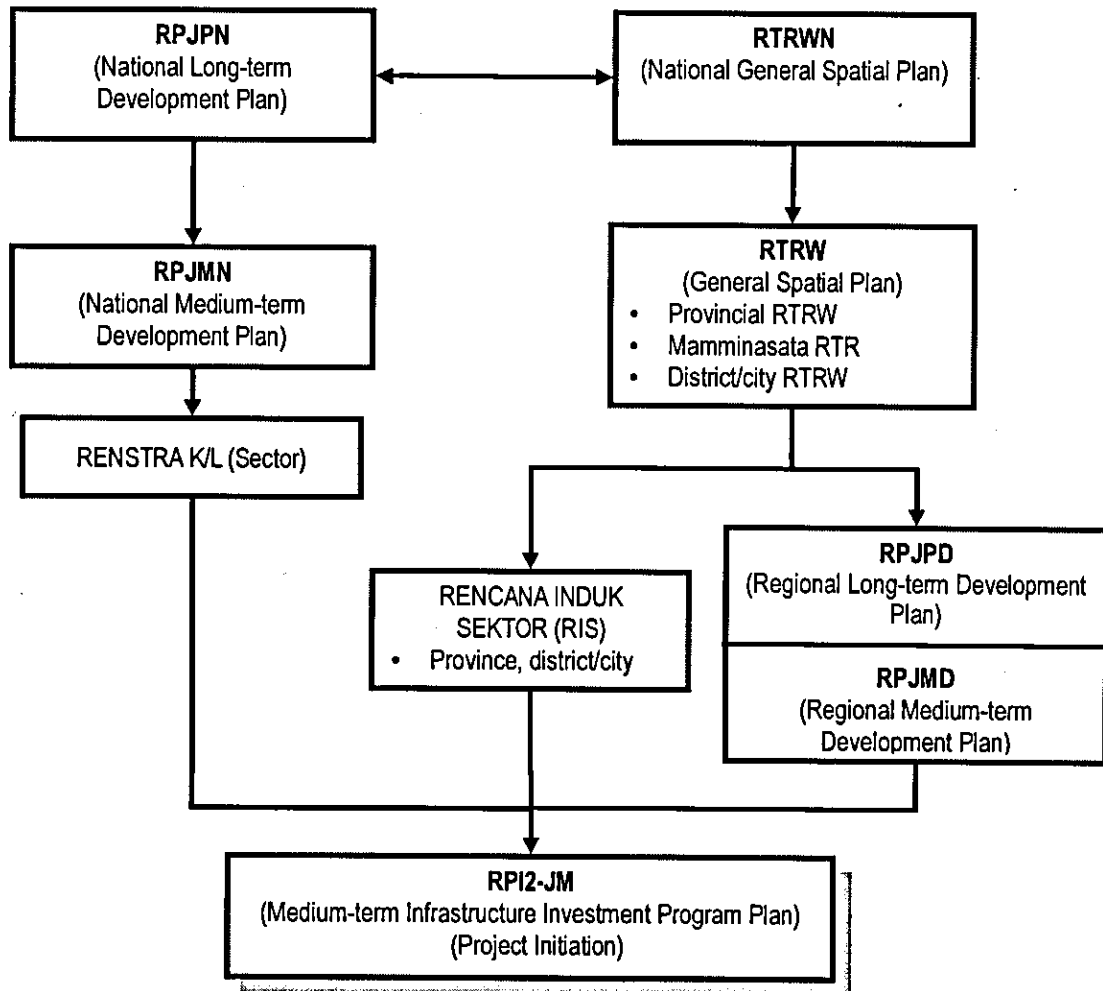 RPJPN
(National Long-term
Development Plan)
RTRWN
(National General Spatial Plan)
RPJMN
(National Medium-term
Development Plan)
RTRW
(General Spatial Plan)
• Provincial RTRW
• Mamminasata RTR
• District/city RTRW
RENSTRA K/L (Sector)
RENCANA INDUK
SEKTOR (RIS)
• Province, district/city
RPJPD
(Regional Long-term Development
Plan)
RPJMD
(Regional Medium-term
Development Plan)
RPI2-JM
(Medium-term Infrastructure Investment Program Plan)
(Project Initiation)